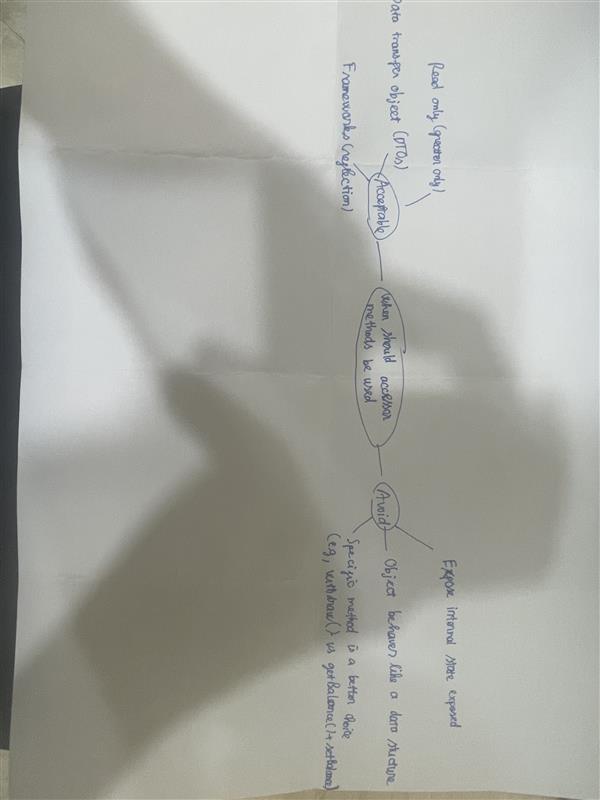 Read only (getter only)
Data transfer object (DTOs)
Frameworks (reflection)
Acceptable
When should accessor
methods be used
Avoid
Expose internal state exposed
Object behaves like a data structure
Specific method is a better choice
(e.g, withdraw() vs getBalance() + setBalance)